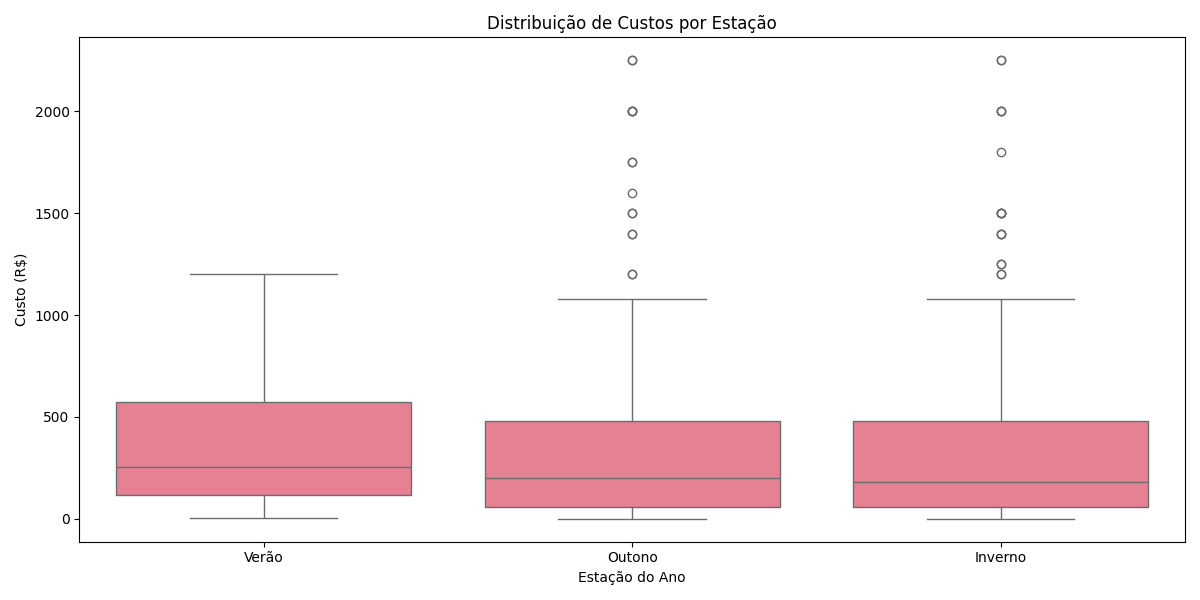 Distribuição de Custos por Estação
Custo (R$)
2000
1500
1000
500
0
Verão
Outono
Inverno
Estação do Ano